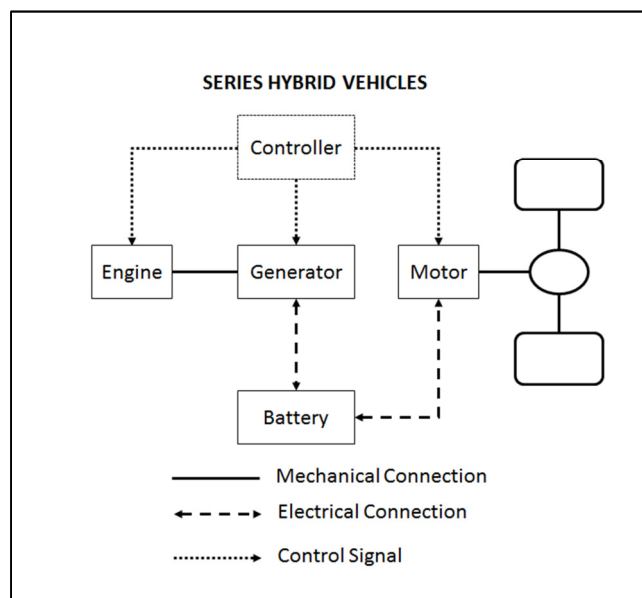 SERIES HYBRID VEHICLES
Controller
Engine
Generator
Motor
Battery
Mechanical Connection
Electrical Connection
Control Signal